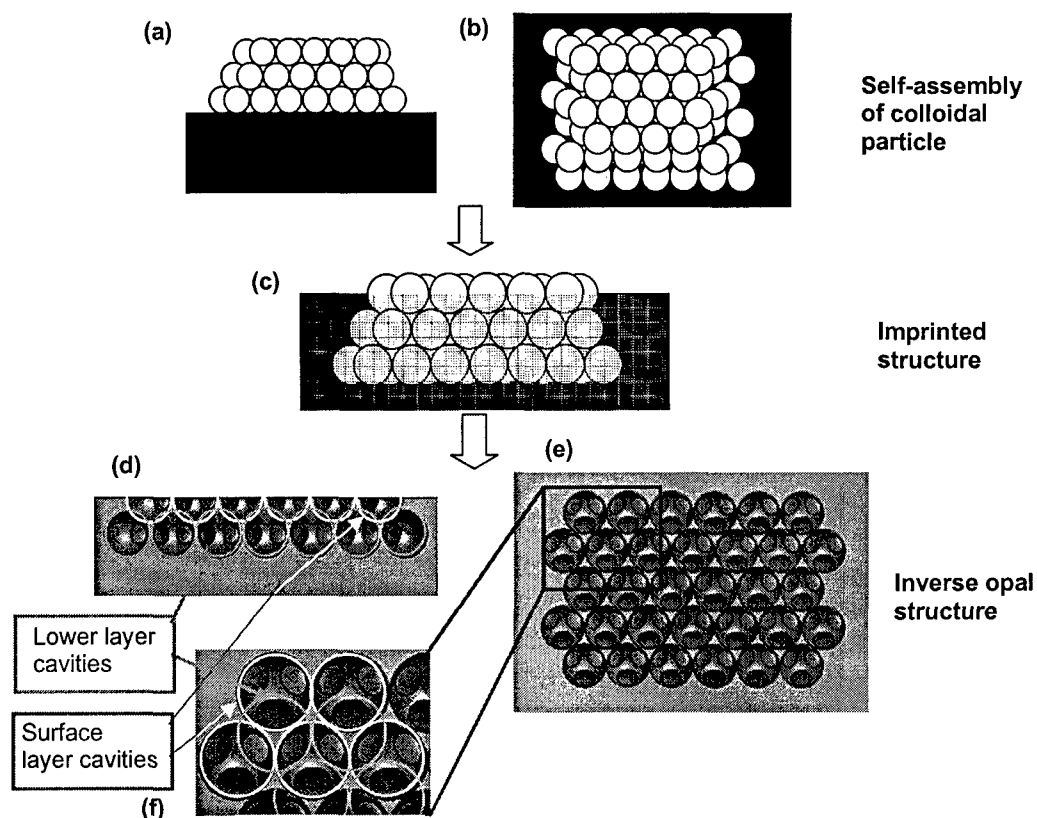 (a)
(b)
Self-assembly
of colloidal
particle
(c)
Imprinted
structure
(d)
(e)
Inverse opal
structure
Lower layer
cavities
Surface
layer cavities
(f)